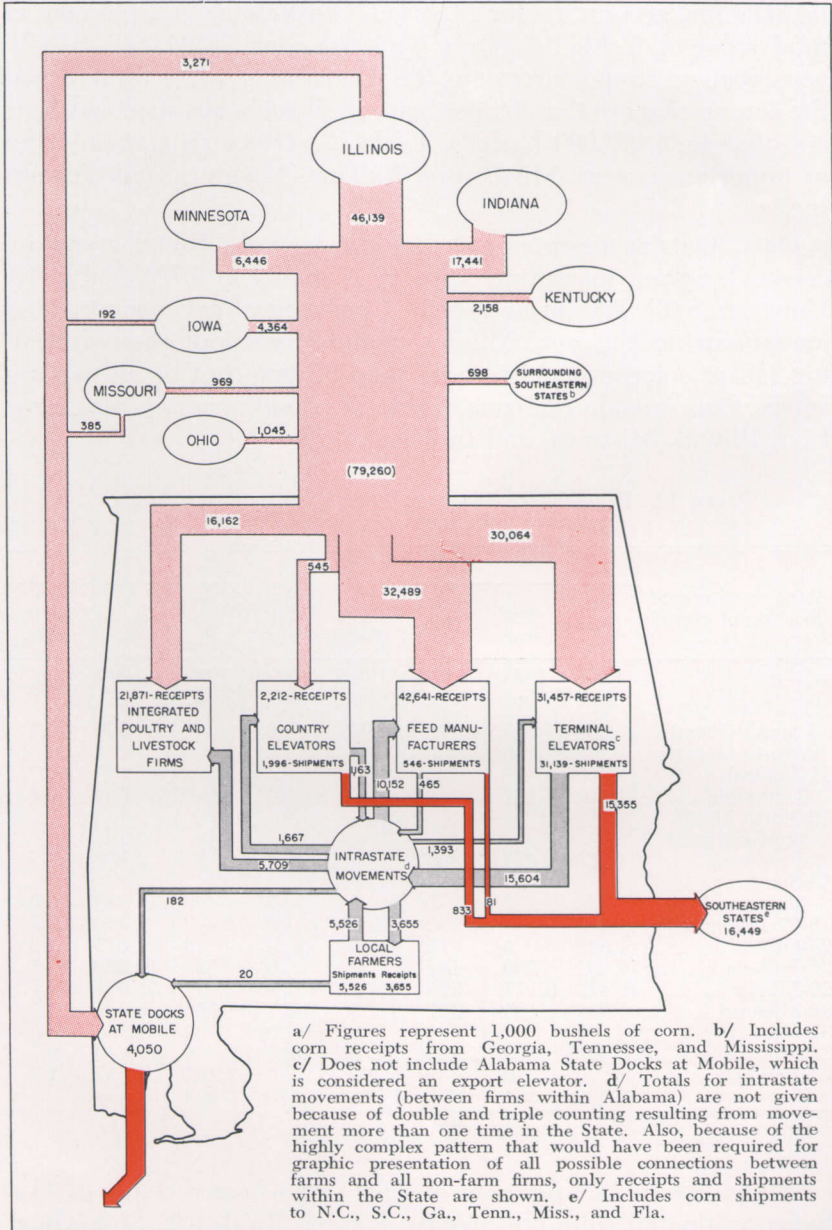 3,271
ILLINOIS
MINNESOTA
46,139
INDIANA
6,446
17,441
KENTUCKY
2,158
192
IOWA
4,364
969
MISSOURI
698
SURROUNDING
SOUTHEASTERN
STATES b
385
OHIO
1,045
(79,260)
16,162
30,064
545
32,489
21,871-RECEIPTS
INTEGRATED
POULTRY AND
LIVESTOCK
FIRMS
2,212-RECEIPTS
COUNTRY
ELEVATORS
1,996-SHIPMENTS
42,641-RECEIPTS
FEED MANU-
FACTURERS
546-SHIPMENTS
31,457-RECEIPTS
TERMINAL
ELEVATORS c
31,139-SHIPMENTS
1,163
10,152
465
15,355
1,667
1,393
5,709
INTRASTATE
MOVEMENTS d
15,604
182
833
81
SOUTHEASTERN
STATES e
16,449
5,526
3,655
LOCAL
FARMERS
Shipments Receipts
5,526 3,655
20
STATE DOCKS
AT MOBILE
4,050
a/ Figures represent 1,000 bushels of corn. b/ Includes
corn receipts from Georgia, Tennessee, and Mississippi.
c/ Does not include Alabama State Docks at Mobile, which
is considered an export elevator. d/ Totals for intrastate
movements (between firms within Alabama) are not given
because of double and triple counting resulting from move-
ment more than one time in the State. Also, because of the
highly complex pattern that would have been required for
graphic presentation of all possible connections between
farms and all non-farm firms, only receipts and shipments
within the State are shown. e/ Includes corn shipments
to N.C., S.C., Ga., Tenn., Miss., and Fla.